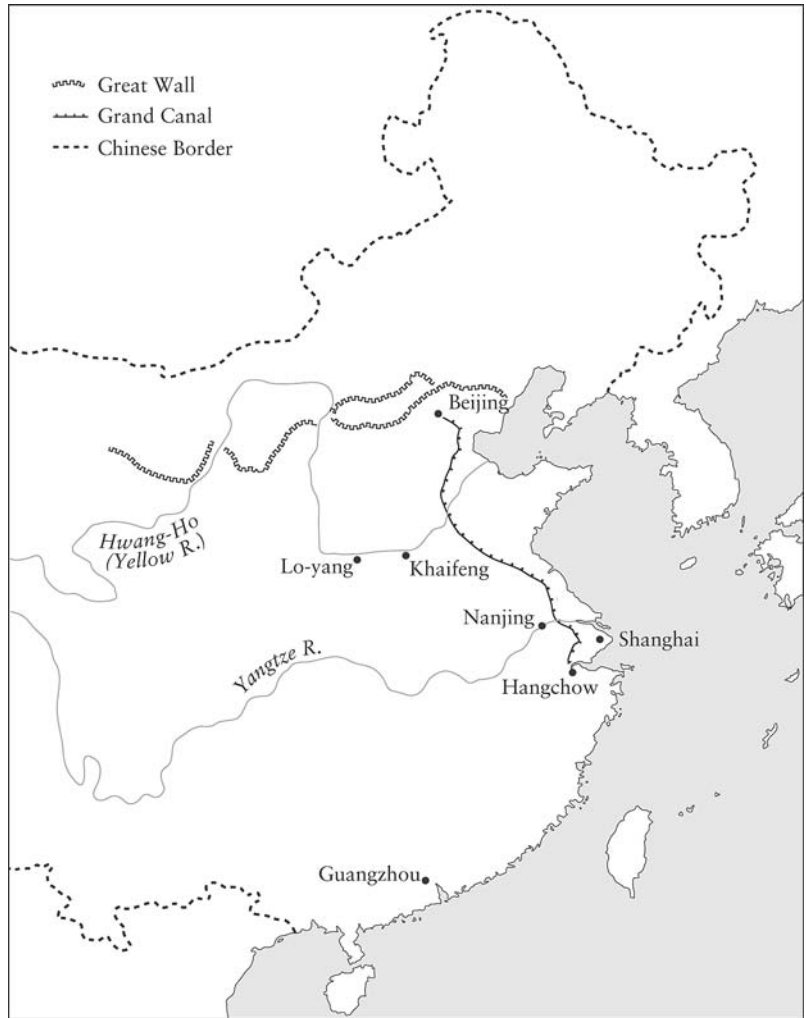 Great Wall
Grand Canal
Chinese Border
Beijing
Hwang-Ho
(Yellow R.)
Lo-yang
Khaifeng
Nanjing
Shanghai
Yangtze R.
Hangchow
Guangzhou